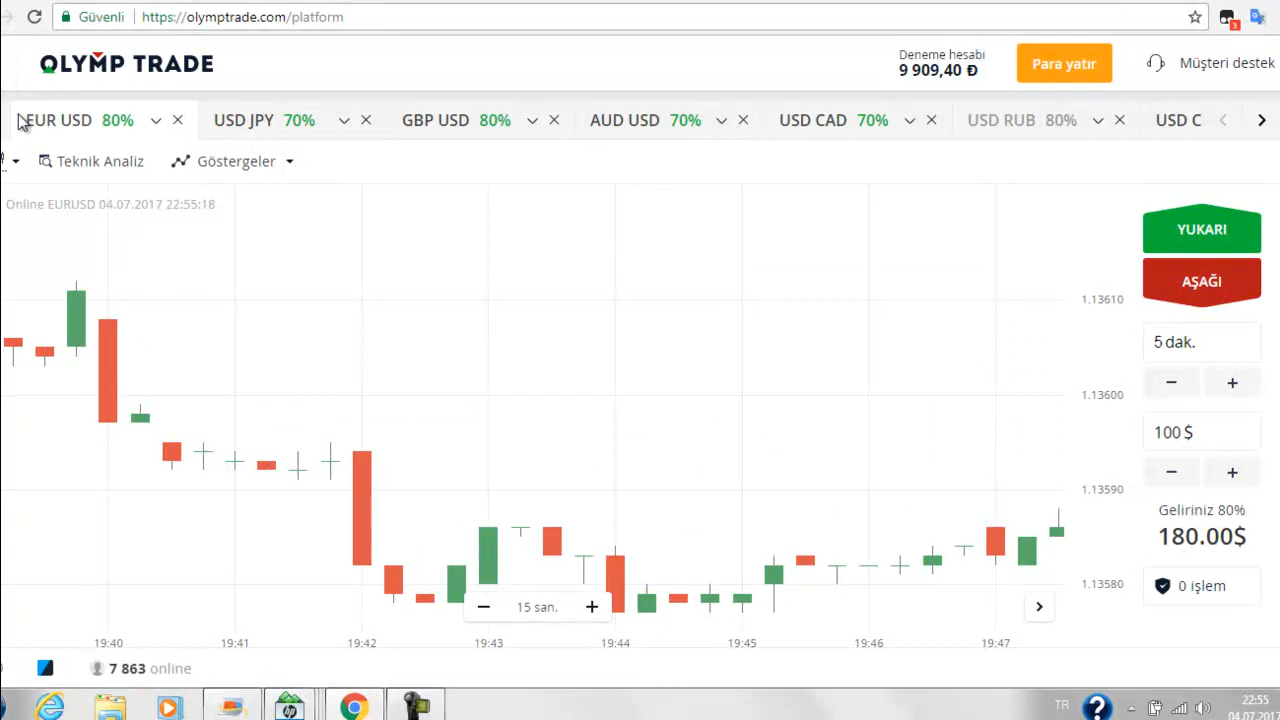 Güvenli https://olymptrade.com/platform
3
OLYMP TRADE
Deneme hesabı
9 909,40 Đ
Para yatır
Müşteri destek
EUR USD 80% USD JPY 70% GBP USD 80% AUD USD 70% USD CAD 70% USD RUB 80% USD C
Teknik Analiz Göstergeler
Online EURUSD 04.07.2017 22:55:18
YUKARI
AŞAĞI
1.13610
5 dak.
− +
1.13600
100 $
− +
1.13590
Geliriniz 80%
180.00$
1.13580
0 işlem
− 15 san. +
19:40 19:41 19:42 19:43 19:44 19:45 19:46 19:47
7 863 online
TR
22:55
04.07.2017